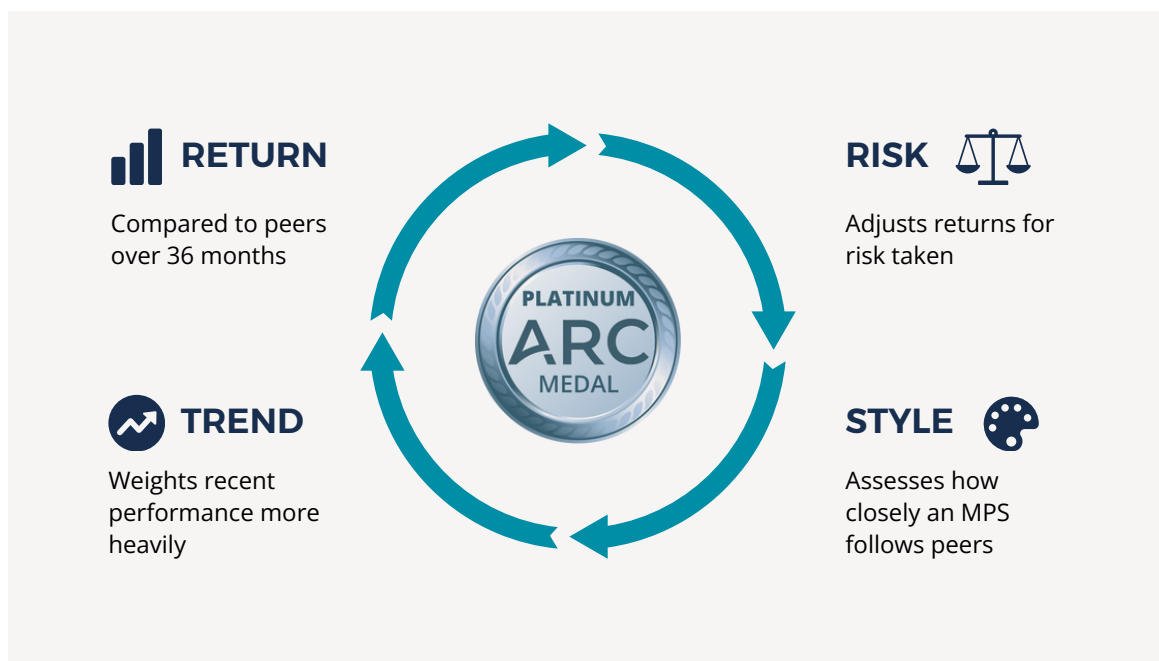 RETURN
Compared to peers
over 36 months
RISK
Adjusts returns for
risk taken
PLATINUM
ARC
MEDAL
TREND
Weights recent
performance more
heavily
STYLE
Assesses how
closely an MPS
follows peers